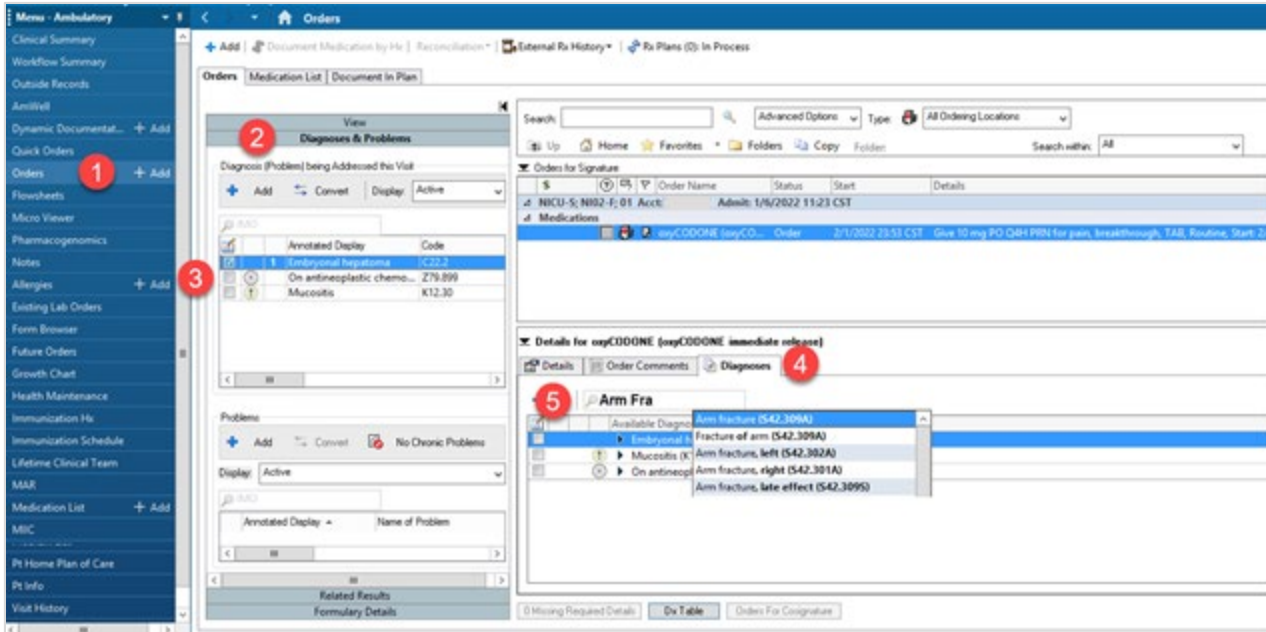 Menu - Ambulatory
Orders
Clinical Summary
Workflow Summary
Outside Records
AmWell
Dynamic Documentat... + Add
Quick Orders
Orders + Add
Flowsheets
Micro Viewer
Pharmacogenomics
Notes
Allergies + Add
Existing Lab Orders
Form Browser
Future Orders
Growth Chart
Health Maintenance
Immunization Hx
Immunization Schedule
Lifetime Clinical Team
MAR
Medication List + Add
MIIC
Pt Home Plan of Care
Pt Info
Visit History
1
+ Add Document Medication by Hx Reconciliation External Rx History Rx Plans (0): In Process
Orders Medication List Document In Plan
View
2
Diagnoses & Problems
Diagnosis (Problem) being Addressed this Visit
+ Add Convert Display: Active
IMO
Annotated Display Code
1 Embryonal hepatoma C22.2
3
On antineoplastic chemo... Z79.899
Mucositis K12.30
Problems
+ Add Convert No Chronic Problems
Display: Active
IMO
Annotated Display Name of Problem
Related Results
Formulary Details
Search: Advanced Options Type: All Ordering Locations
Up Home Favorites Folders Copy Folder: Search within: All
Orders for Signature
$ Order Name Status Start Details
NICU-S; NI02-F; 01 Acct: Admit: 1/6/2022 11:23 CST
Medications
oxyCODONE (oxyCO... Order 2/1/2022 23:53 CST Give 10 mg PO Q4H PRN for pain, breakthrough, TAB, Routine, Start: 2/
Details for oxyCODONE (oxyCODONE immediate release)
Details Order Comments Diagnoses
4
5
Arm Fra
Available Diagno
Embryonal h
Mucositis (K
On antineopl
Arm fracture (S42.309A)
Fracture of arm (S42.309A)
Arm fracture, left (S42.302A)
Arm fracture, right (S42.301A)
Arm fracture, late effect (S42.309S)
0 Missing Required Details Dx Table Orders For Cosignature